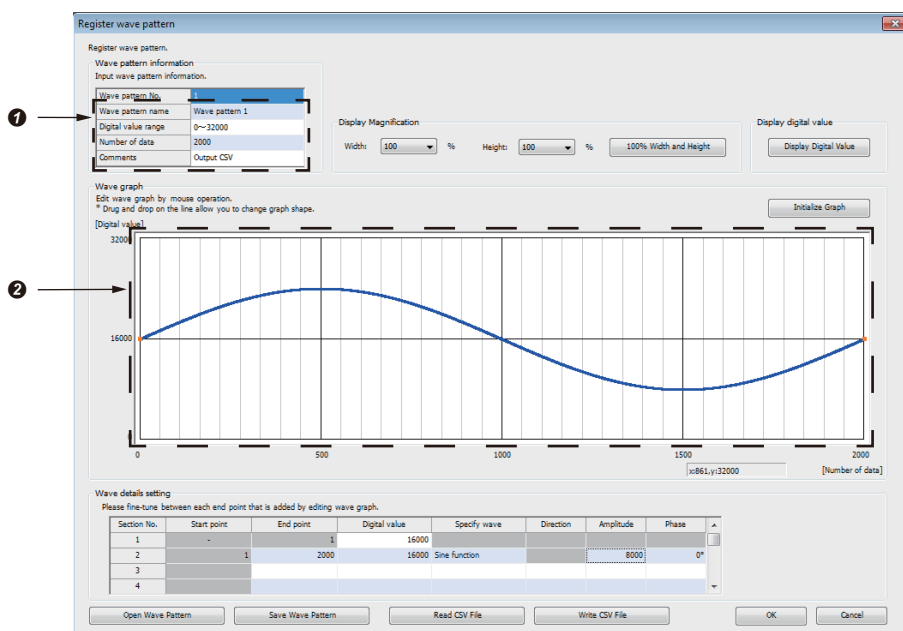 Register wave pattern
Register wave pattern.
Wave pattern information
Input wave pattern information.
Wave pattern No. 1
Wave pattern name Wave pattern 1
Digital value range 0～32000
Number of data 2000
Comments Output CSV
❶
Display Magnification
Width: 100 % Height: 100 % 100% Width and Height
Display digital value
Display Digital Value
Wave graph
Edit wave graph by mouse operation.
* Drug and drop on the line allow you to change graph shape.
Initialize Graph
[Digital value]
32000
❷
16000
0 500 1000 1500 2000
x:861,y:32000 [Number of data]
Wave details setting
Please fine-tune between each end point that is added by editing wave graph.
Section No. Start point End point Digital value Specify wave Direction Amplitude Phase
1 - 1 16000
2 1 2000 16000 Sine function 8000 0°
3
4
Open Wave Pattern Save Wave Pattern Read CSV File Write CSV File OK Cancel